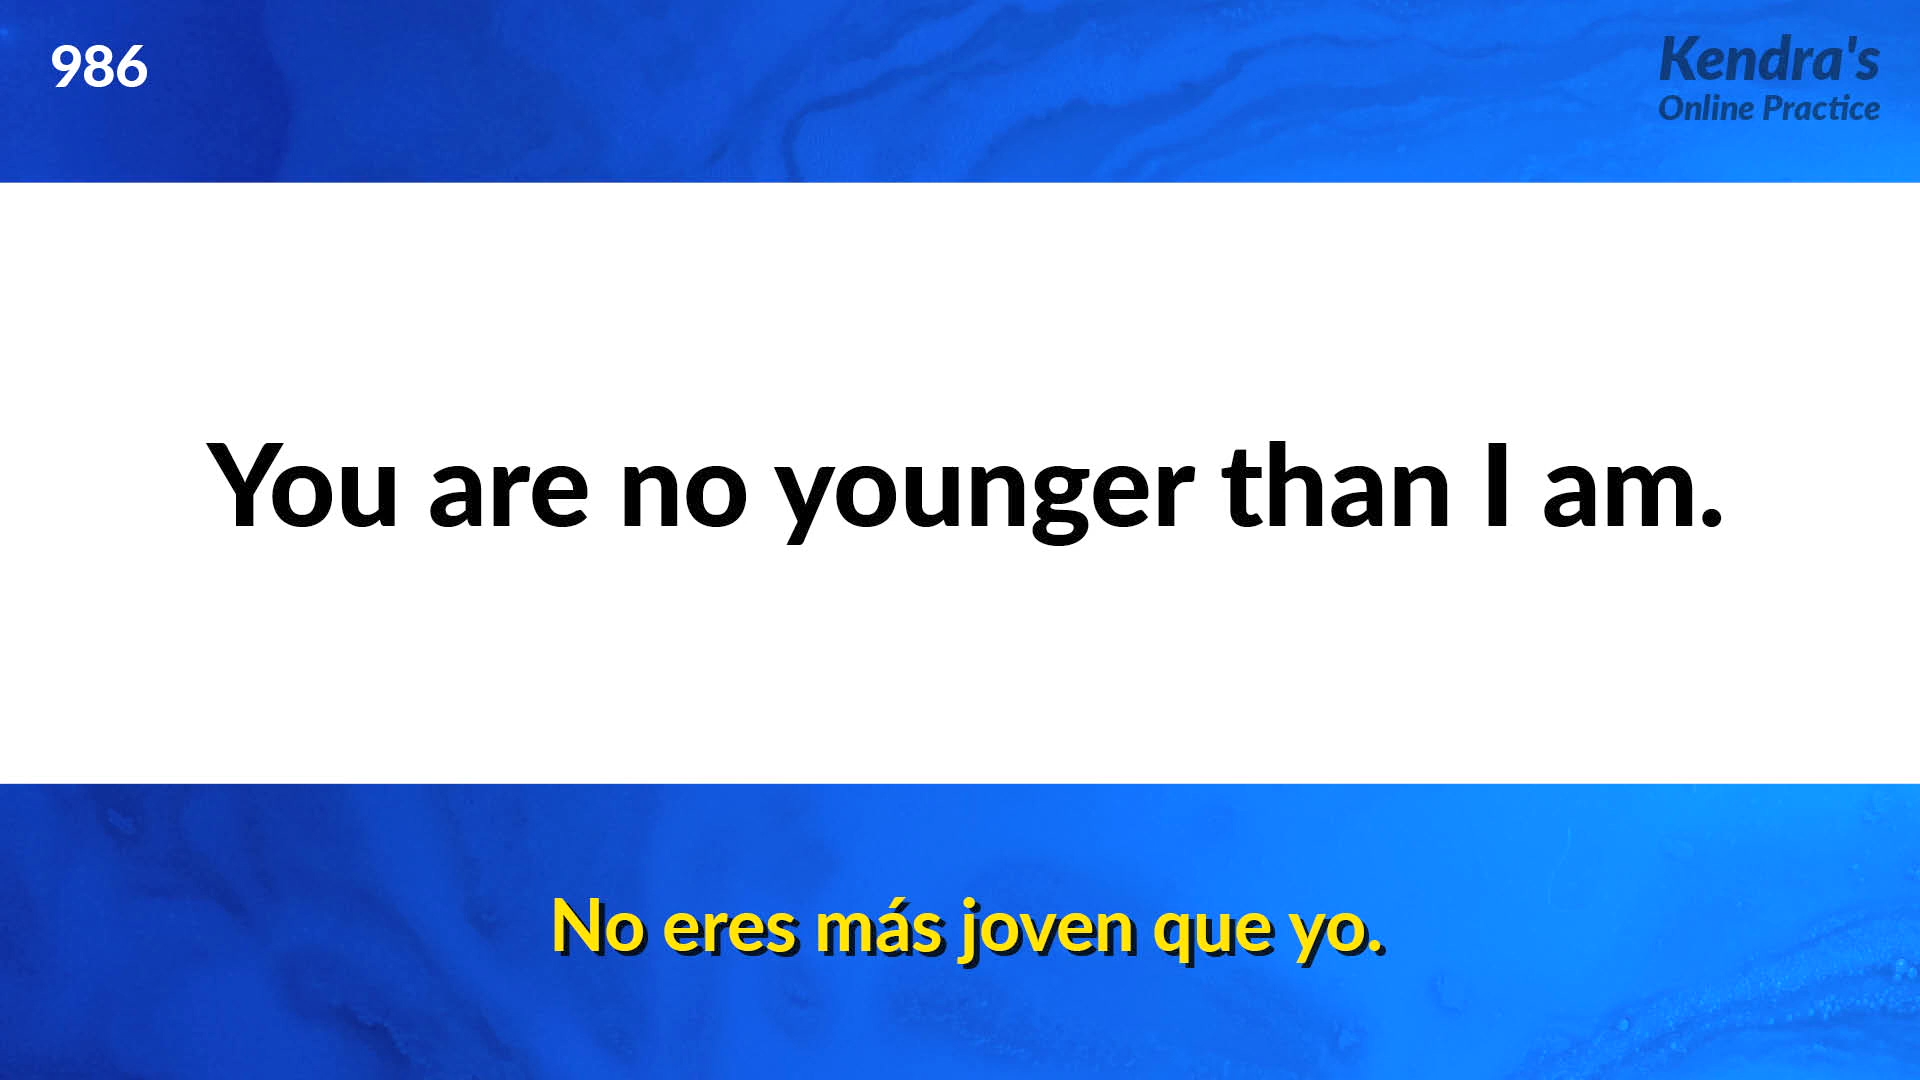 986
Kendra's
Online Practice
You are no younger than I am.
No eres más joven que yo.